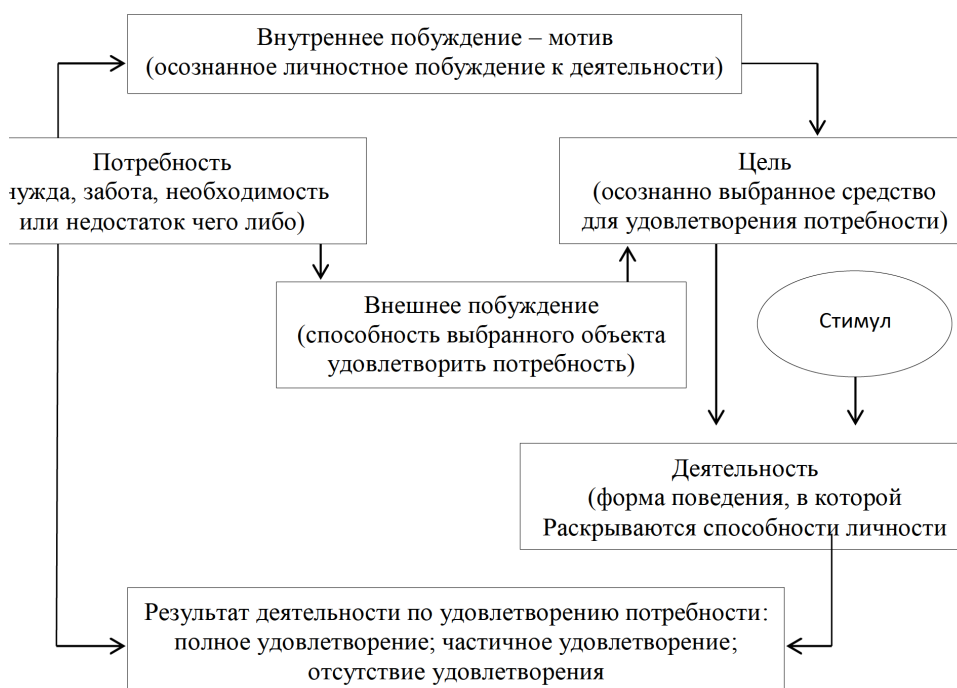 Внутреннее побуждение – мотив
(осознанное личностное побуждение к деятельности)
Потребность
нужда, забота, необходимость
или недостаток чего либо)
Цель
(осознанно выбранное средство
для удовлетворения потребности)
Внешнее побуждение
(способность выбранного объекта
удовлетворить потребность)
Стимул
Деятельность
(форма поведения, в которой
Раскрываются способности личности
Результат деятельности по удовлетворению потребности:
полное удовлетворение; частичное удовлетворение;
отсутствие удовлетворения